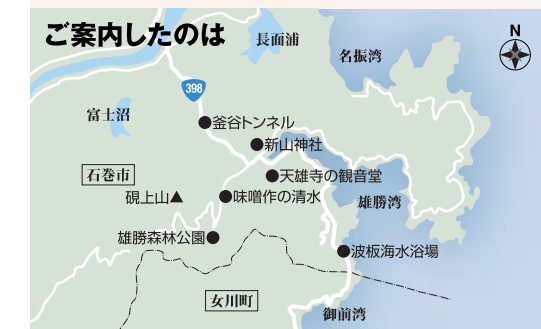 ご案内したのは
長面浦
名振湾
N
398
富士沼
釜谷トンネル
新山神社
石巻市
天雄寺の観音堂
硯上山▲
味噌作の清水
雄勝湾
雄勝森林公園
波板海水浴場
女川町
御前湾